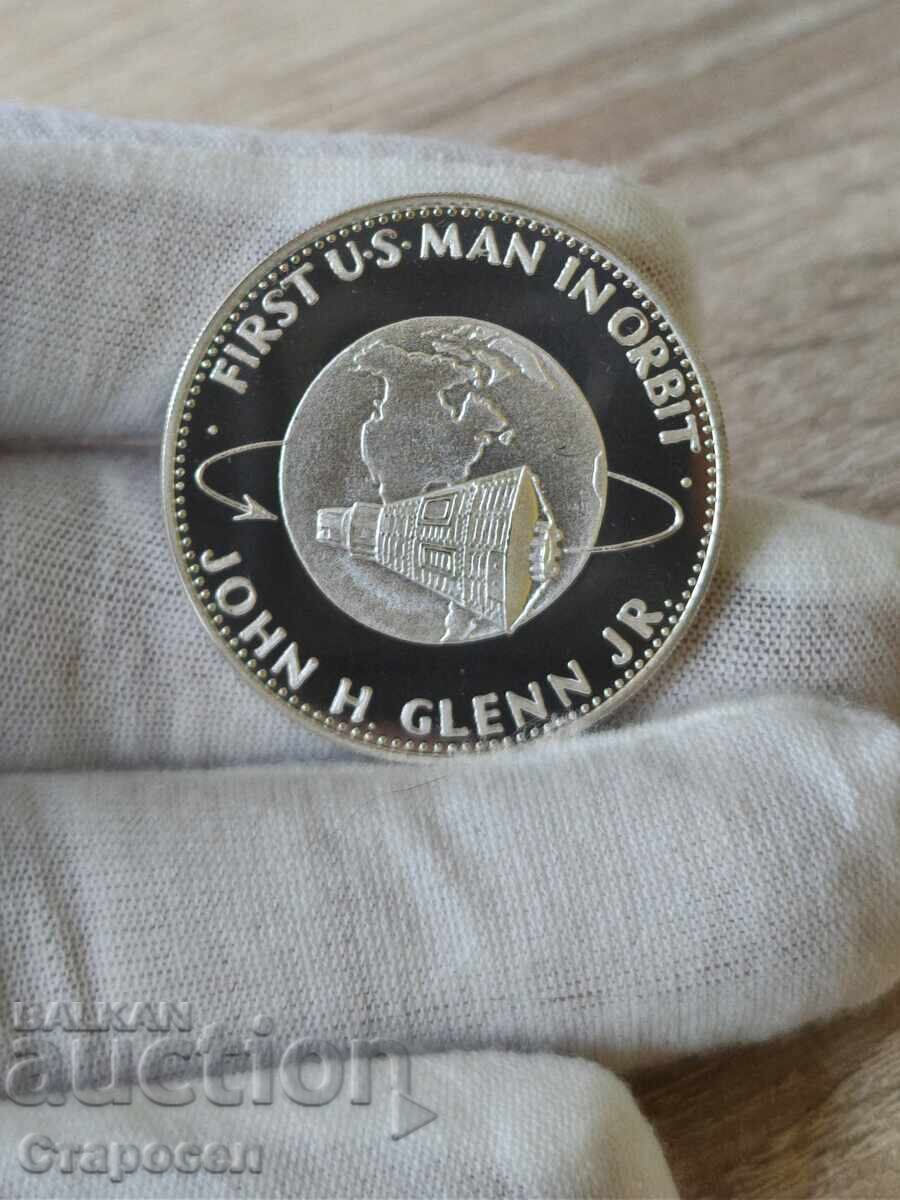 · FIRST U·S· MAN IN ORBIT ·
JOHN H. GLENN JR.
BALKAN
auction
Старосел